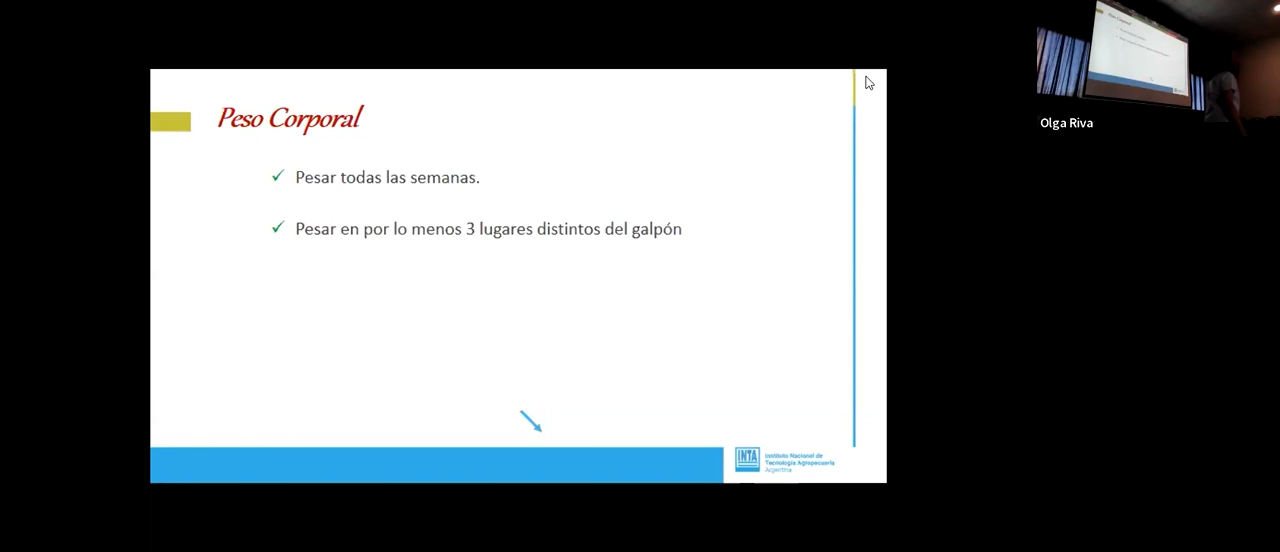 Peso Corporal
✓ Pesar todas las semanas.
✓ Pesar en por lo menos 3 lugares distintos del galpón
INTA
Instituto Nacional de
Tecnología Agropecuaria
Argentina
Olga Riva